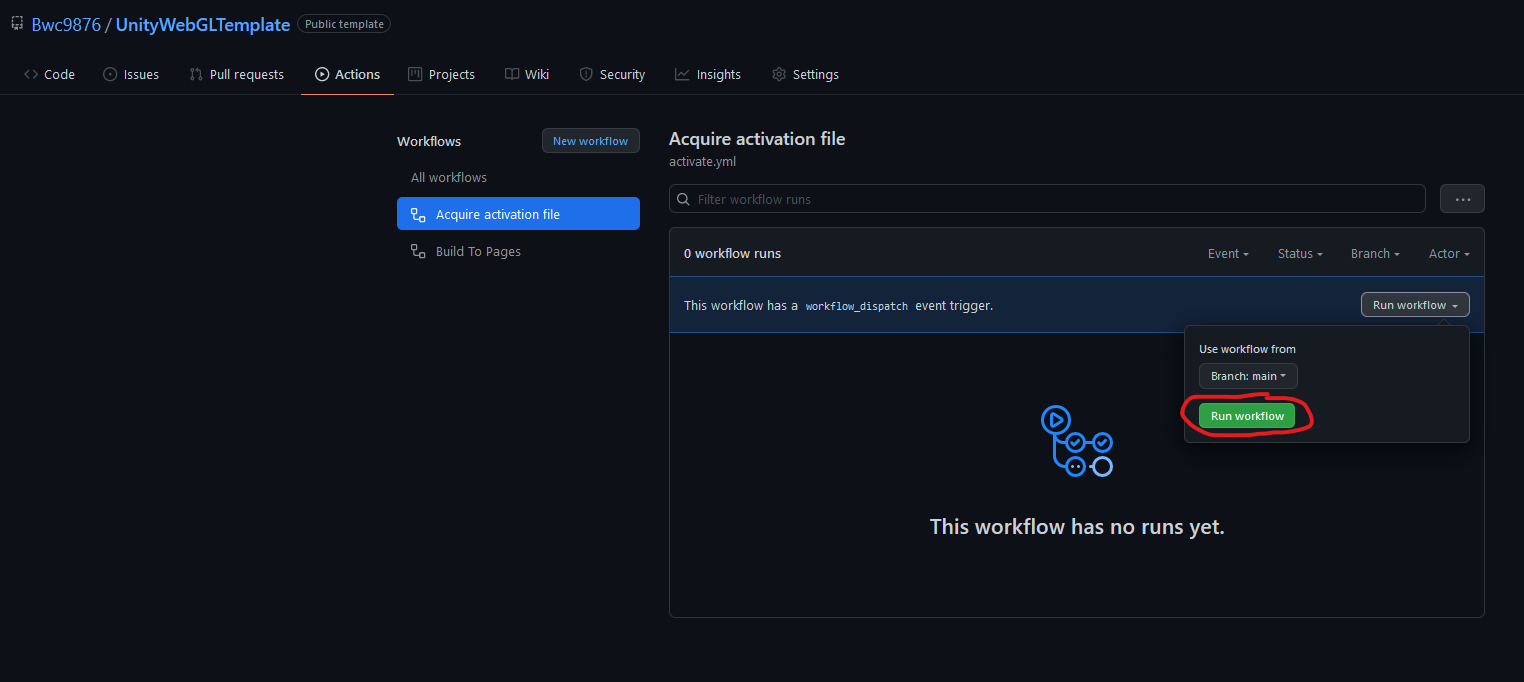 Bwc9876 / UnityWebGLTemplate Public template
Code Issues Pull requests Actions Projects Wiki Security Insights Settings
Workflows New workflow
All workflows
Acquire activation file
Build To Pages
Acquire activation file
activate.yml
Filter workflow runs ...
0 workflow runs Event Status Branch Actor
This workflow has a workflow_dispatch event trigger. Run workflow
Use workflow from
Branch: main
Run workflow
This workflow has no runs yet.